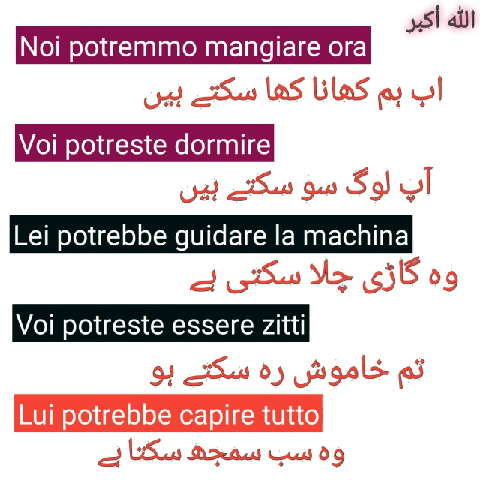 الله أكبر
Noi potremmo mangiare ora
اب ہم کھانا کھا سکتے ہیں
Voi potreste dormire
آپ لوگ سو سکتے ہیں
Lei potrebbe guidare la machina
وہ گاڑی چلا سکتی ہے
Voi potreste essere zitti
تم خاموش رہ سکتے ہو
Lui potrebbe capire tutto
وہ سب سمجھ سکتا ہے